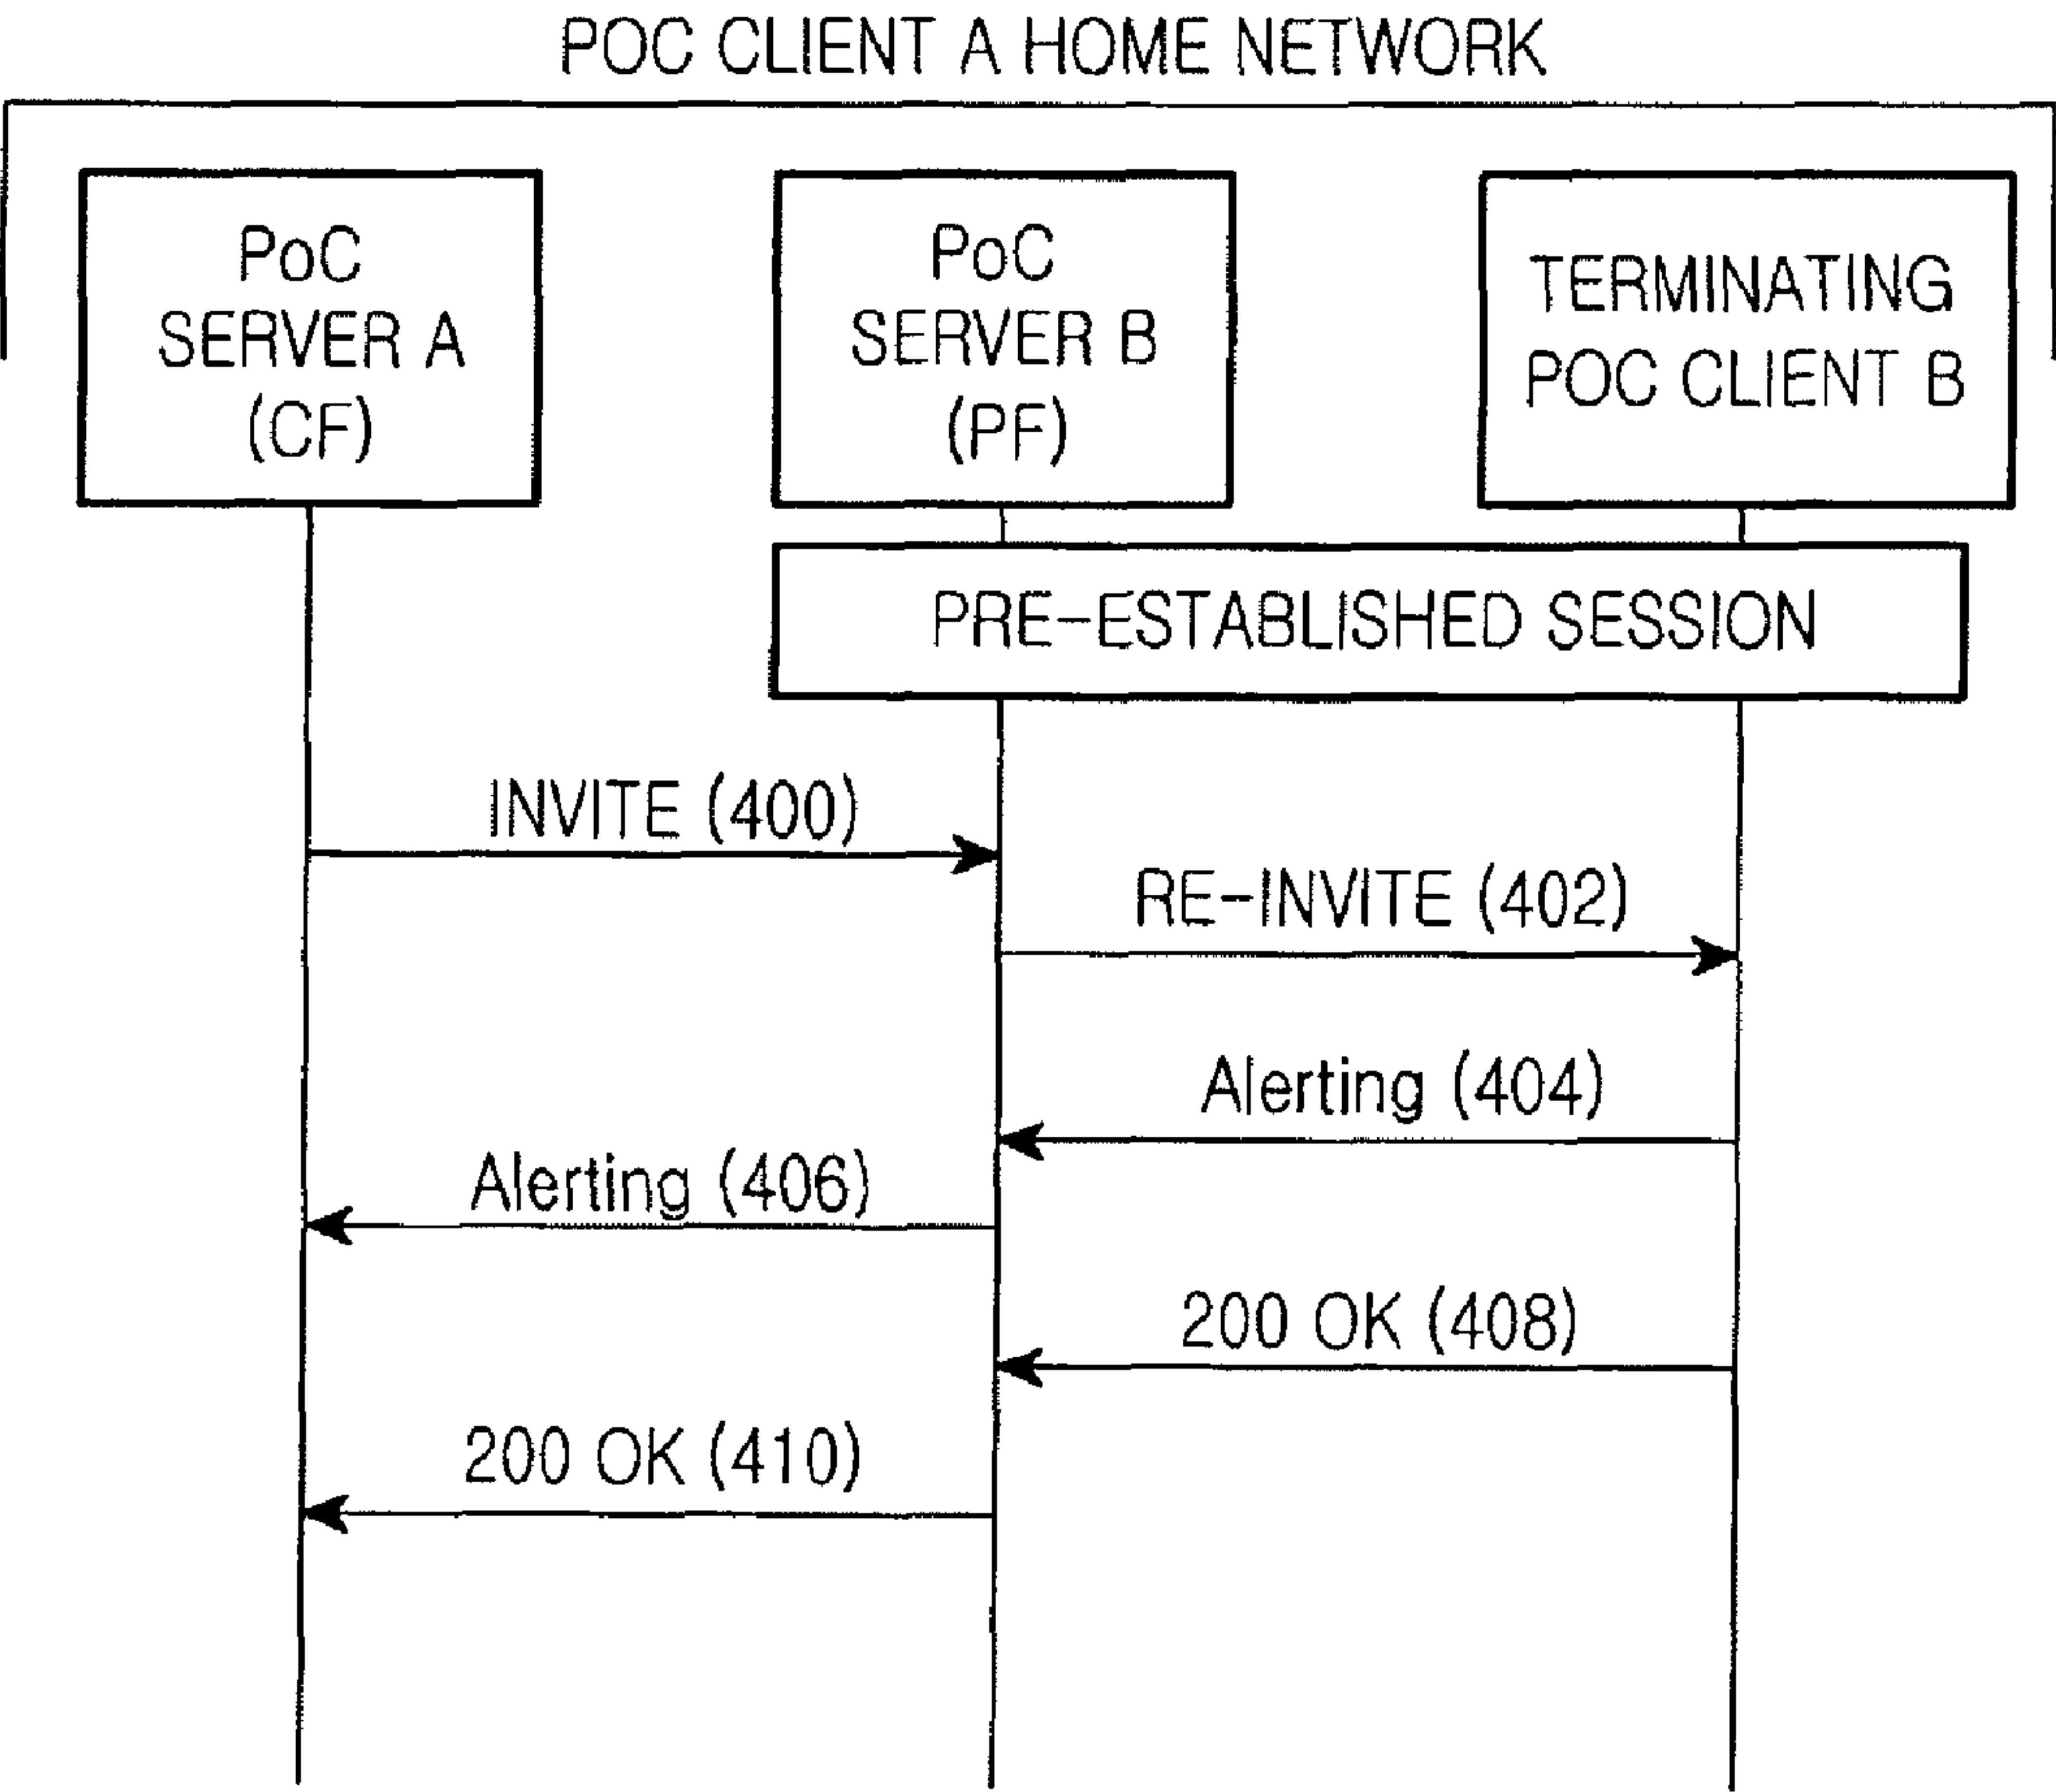 POC CLIENT A HOME NETWORK
PoC
SERVER A
(CF)
PoC
SERVER B
(PF)
TERMINATING
POC CLIENT B
PRE-ESTABLISHED SESSION
INVITE (400)
RE-INVITE (402)
Alerting (404)
Alerting (406)
200 OK (408)
200 OK (410)